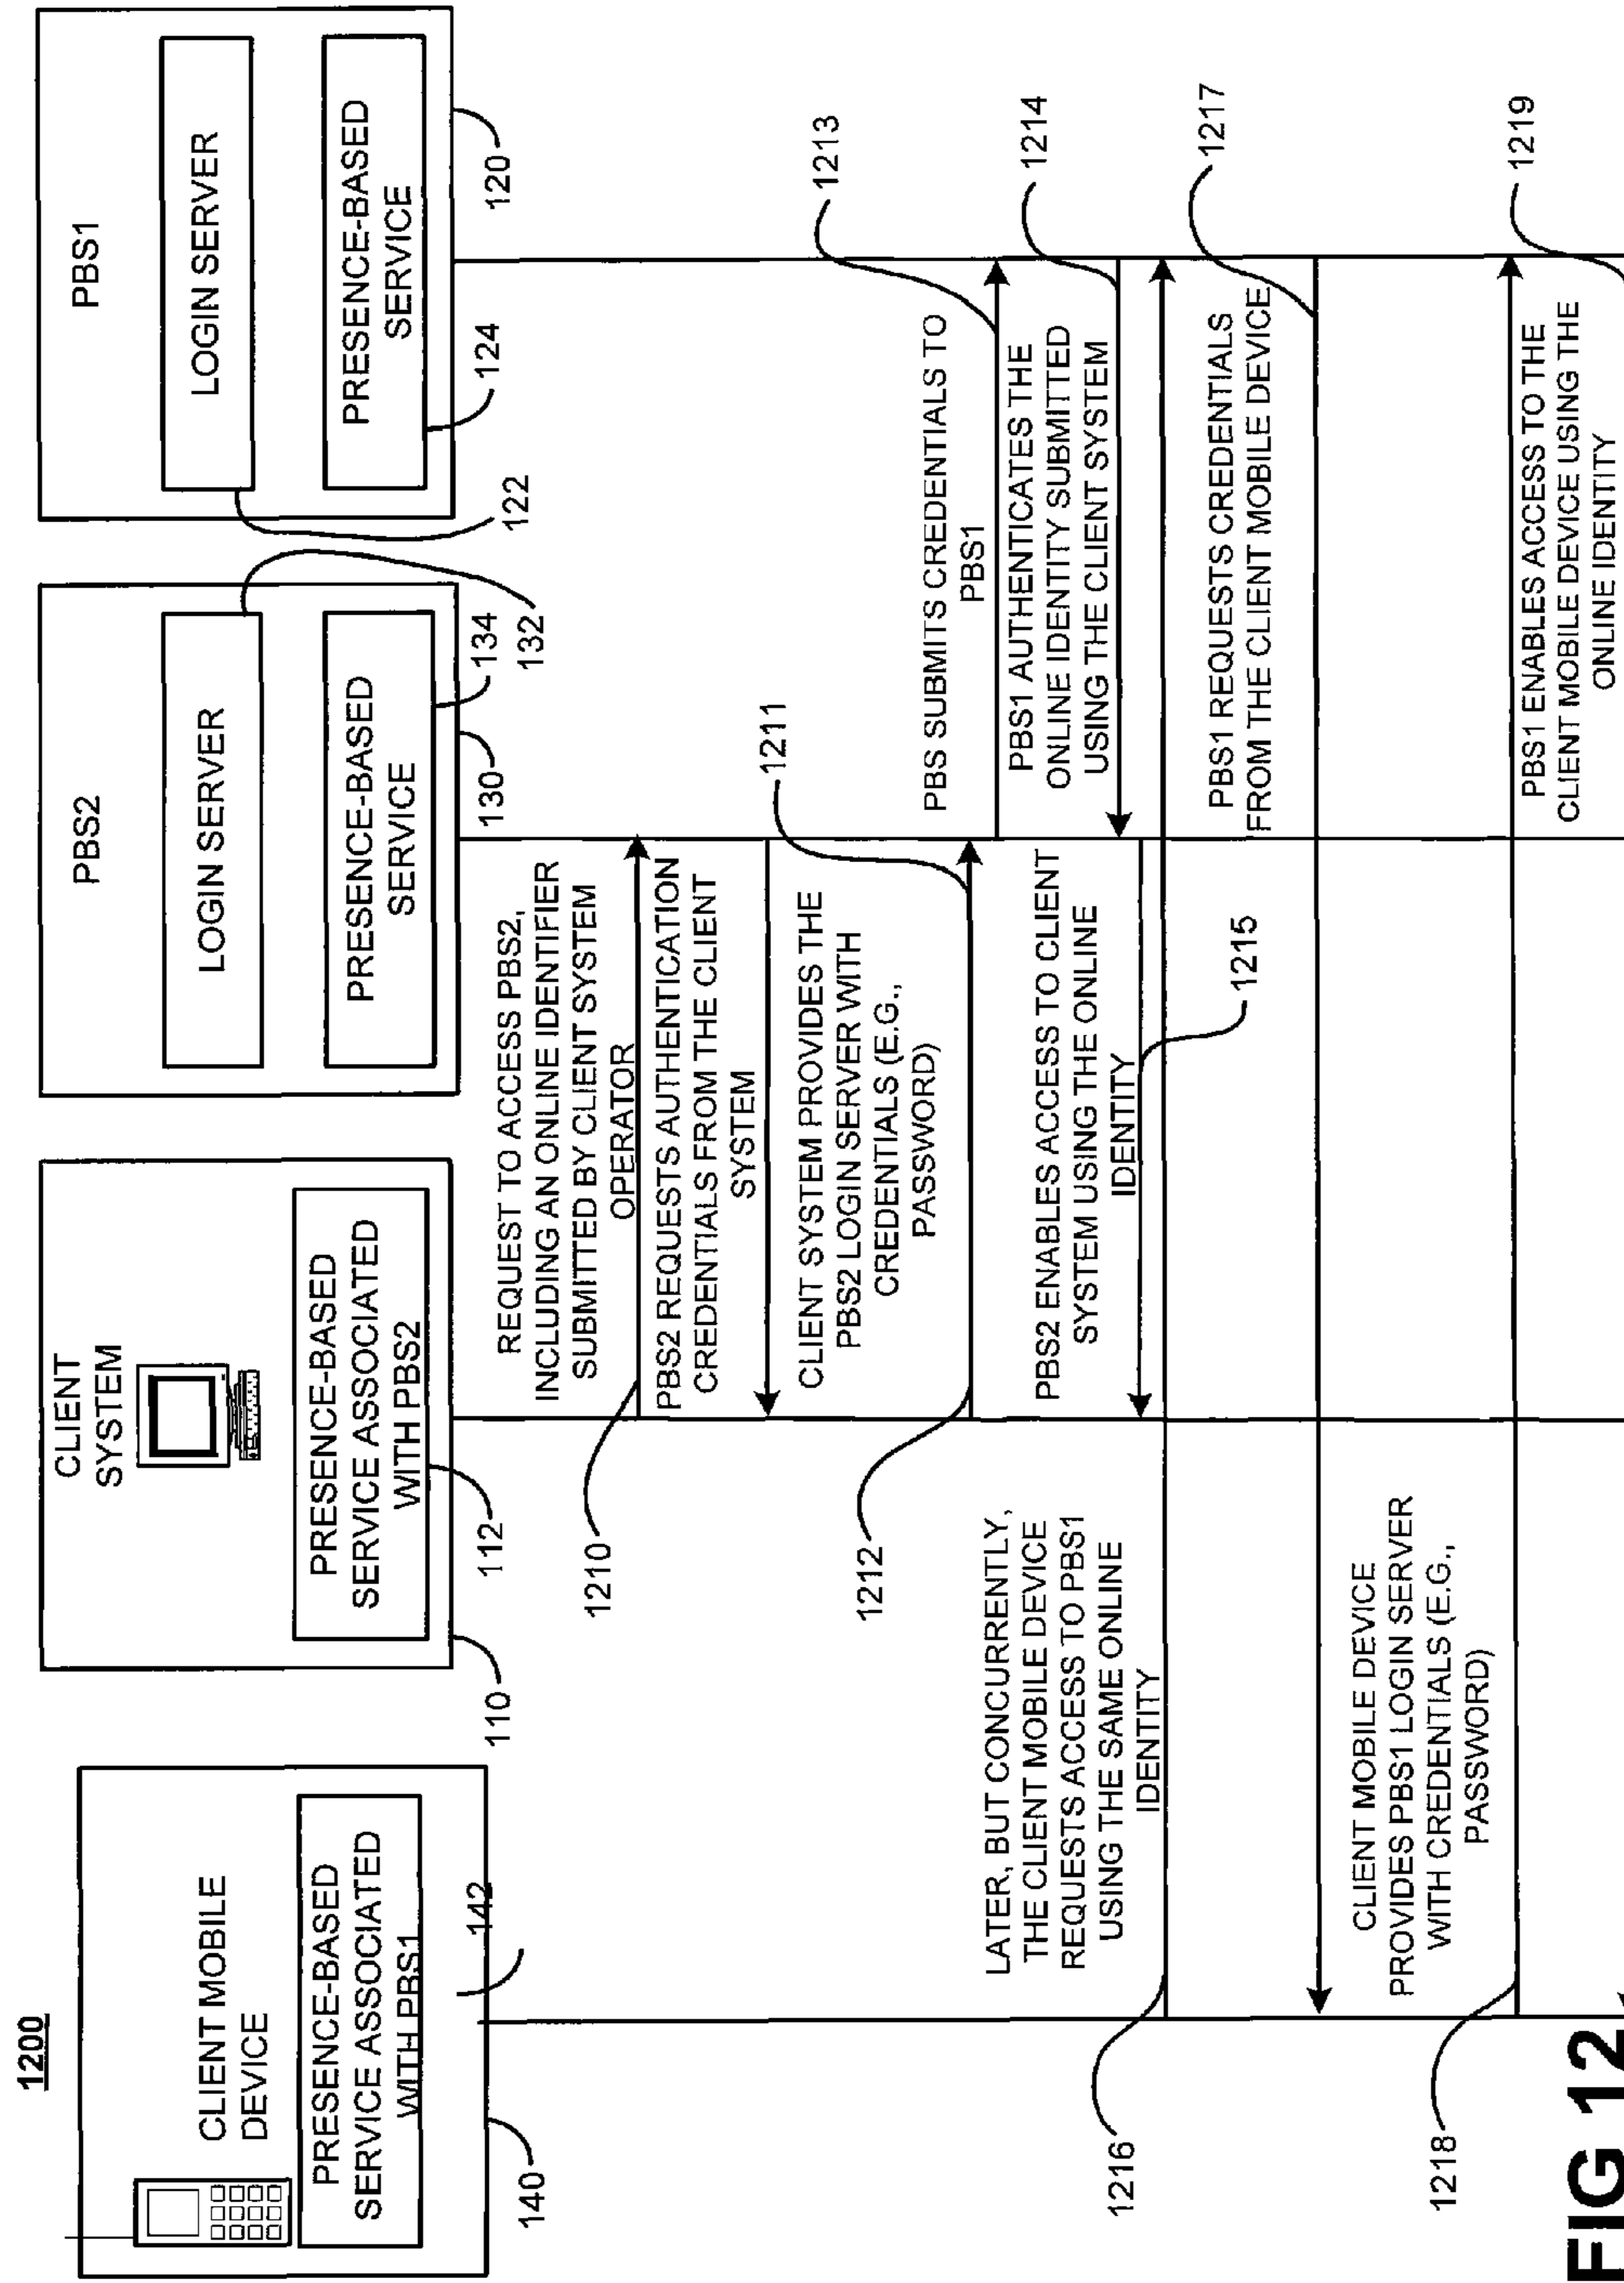 1200
CLIENT MOBILE
DEVICE
PRESENCE-BASED
SERVICE ASSOCIATED
WITH PBS1
142
140
CLIENT
SYSTEM
PRESENCE-BASED
SERVICE ASSOCIATED
WITH PBS2
112
110
PBS2
LOGIN SERVER
PRESENCE-BASED
SERVICE
134
132
130
PBS1
LOGIN SERVER
PRESENCE-BASED
SERVICE
124
122
120
REQUEST TO ACCESS PBS2,
INCLUDING AN ONLINE IDENTIFIER
SUBMITTED BY CLIENT SYSTEM
OPERATOR
1210
PBS2 REQUESTS AUTHENTICATION
CREDENTIALS FROM THE CLIENT
SYSTEM
1211
CLIENT SYSTEM PROVIDES THE
PBS2 LOGIN SERVER WITH
CREDENTIALS (E.G.,
PASSWORD)
1212
PBS SUBMITS CREDENTIALS TO
PBS1
1213
PBS1 AUTHENTICATES THE
ONLINE IDENTITY SUBMITTED
USING THE CLIENT SYSTEM
1214
PBS2 ENABLES ACCESS TO CLIENT
SYSTEM USING THE ONLINE
IDENTITY
1215
LATER, BUT CONCURRENTLY,
THE CLIENT MOBILE DEVICE
REQUESTS ACCESS TO PBS1
USING THE SAME ONLINE
IDENTITY
1216
PBS1 REQUESTS CREDENTIALS
FROM THE CLIENT MOBILE DEVICE
1217
CLIENT MOBILE DEVICE
PROVIDES PBS1 LOGIN SERVER
WITH CREDENTIALS (E.G.,
PASSWORD)
1218
PBS1 ENABLES ACCESS TO THE
CLIENT MOBILE DEVICE USING THE
ONLINE IDENTITY
1219
FIG 12